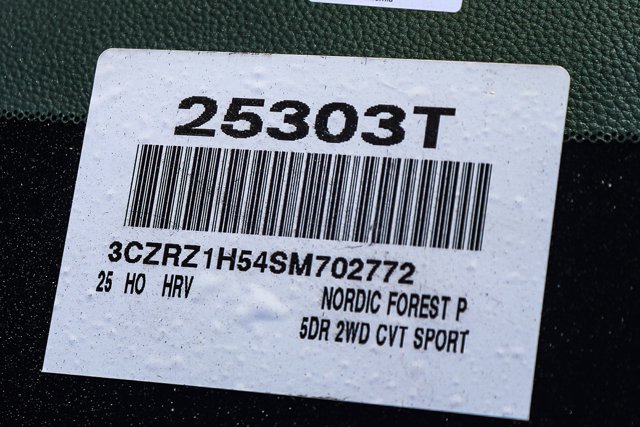 25303T
3CZRZ1H54SM702772
25 HO HRV
NORDIC FOREST P
5DR 2WD CVT SPORT